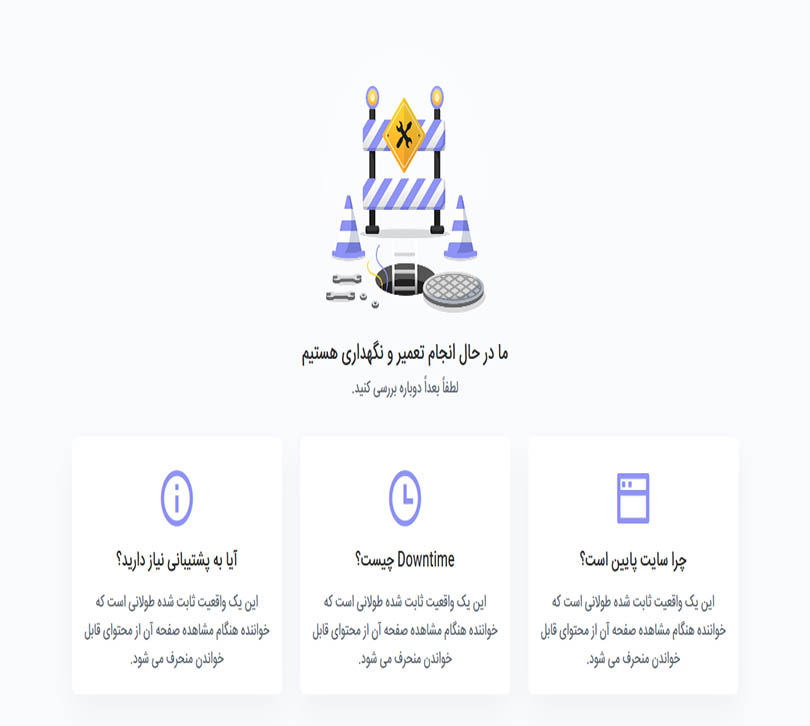 ما در حال انجام تعمیر و نگهداری هستیم
لطفاً بعداً دوباره بررسی کنید.
چرا سایت پایین است؟
این یک واقعیت ثابت شده طولانی است که
خواننده هنگام مشاهده صفحه آن از محتوای قابل
خواندن منحرف می شود.
Downtime چیست؟
این یک واقعیت ثابت شده طولانی است که
خواننده هنگام مشاهده صفحه آن از محتوای قابل
خواندن منحرف می شود.
آیا به پشتیبانی نیاز دارید؟
این یک واقعیت ثابت شده طولانی است که
خواننده هنگام مشاهده صفحه آن از محتوای قابل
خواندن منحرف می شود.